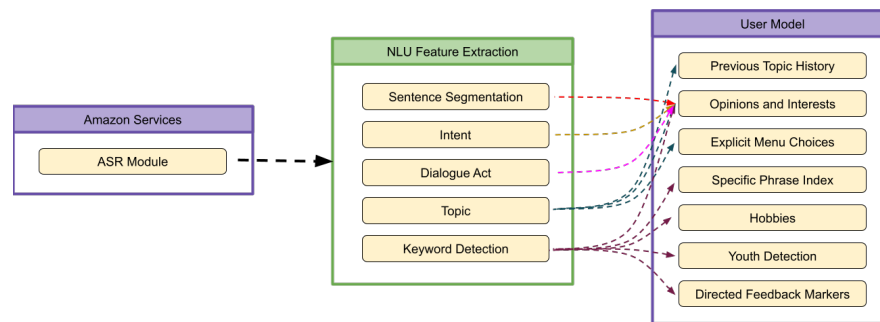 Amazon Services
ASR Module
NLU Feature Extraction
Sentence Segmentation
Intent
Dialogue Act
Topic
Keyword Detection
User Model
Previous Topic History
Opinions and Interests
Explicit Menu Choices
Specific Phrase Index
Hobbies
Youth Detection
Directed Feedback Markers